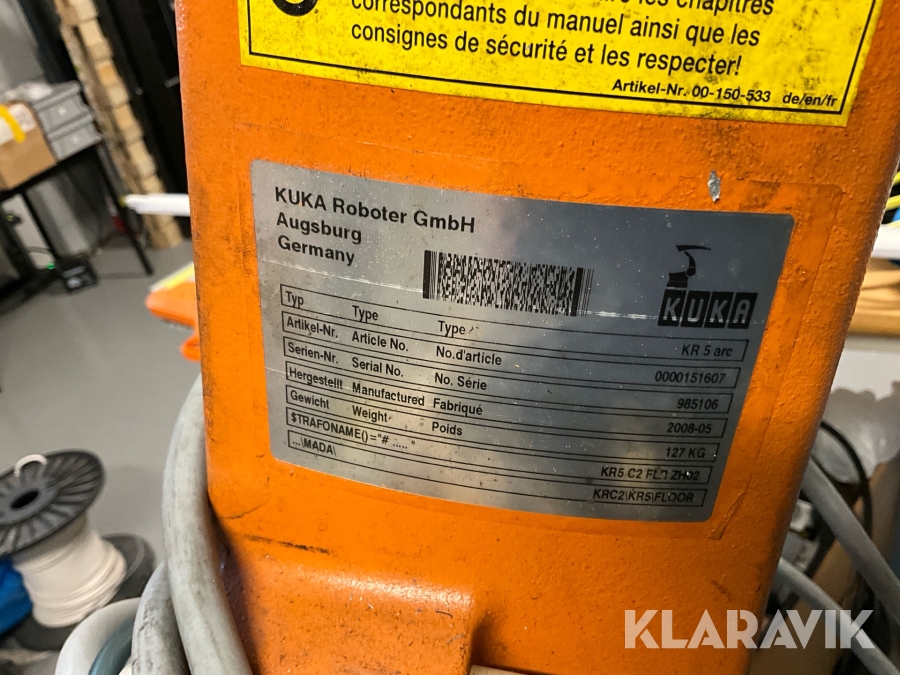 correspondants du manuel ainsi que les
consignes de sécurité et les respecter!
Artikel-Nr. 00-150-533 de/en/fr
KUKA Roboter GmbH
Augsburg
Germany
KUKA
Typ Type Type KR 5 arc
Artikel-Nr. Article No. No.d'article 0000151607
Serien-Nr. Serial No. No. Série 985106
Hergestellt Manufactured Fabriqué 2008-05
Gewicht Weight Poids 127 KG
$TRAFONAME()="# ..... " KR5 C2 ZH02
...\MADA\ KRC2\KR5\FLOOR
KLARAVIK